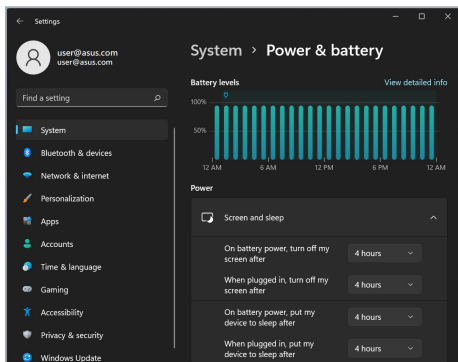 Settings
user@asus.com
user@asus.com
Find a setting
System
Bluetooth & devices
Network & internet
Personalization
Apps
Accounts
Time & language
Gaming
Accessibility
Privacy & security
Windows Update
System > Power & battery
Battery levels
View detailed info
100%
50%
12 AM 6 AM 12 PM 6 PM 12 AM
Power
Screen and sleep
On battery power, turn off my
screen after
4 hours
When plugged in, turn off my
screen after
4 hours
On battery power, put my
device to sleep after
4 hours
When plugged in, put my
device to sleep after
4 hours